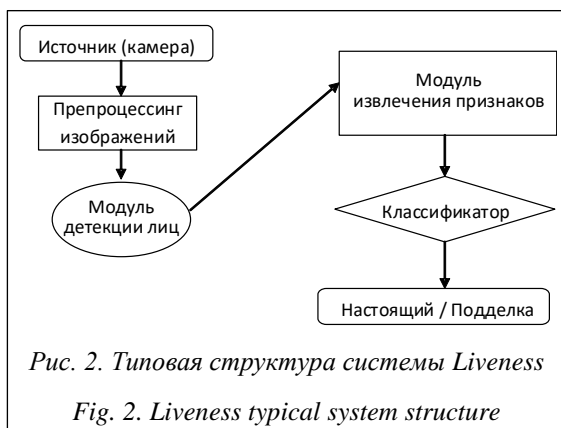 Источник (камера)
Препроцессинг
изображений
Модуль
детекции лиц
Модуль
извлечения признаков
Классификатор
Настоящий / Подделка
Рис. 2. Типовая структура системы Liveness
Fig. 2. Liveness typical system structure